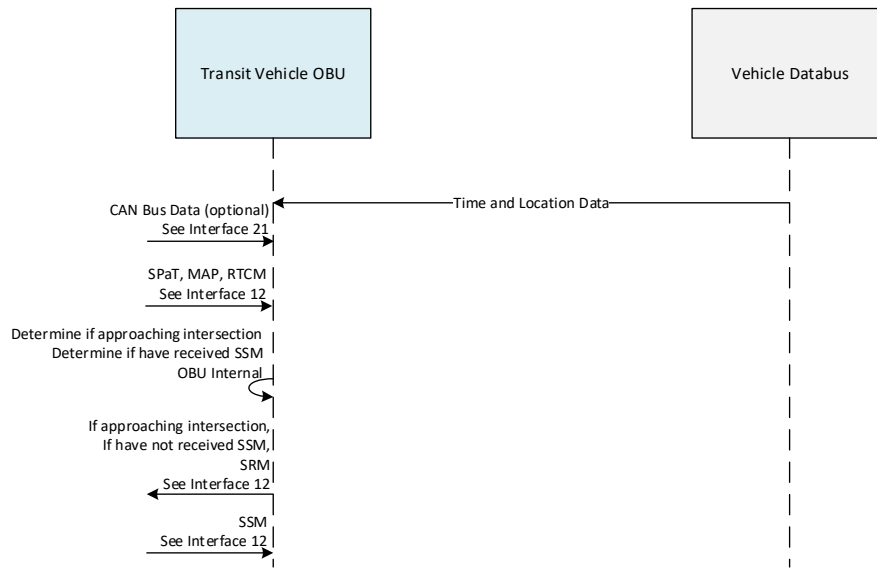 Transit Vehicle OBU
Vehicle Databus
Time and Location Data
CAN Bus Data (optional)
See Interface 21
SPaT, MAP, RTCM
See Interface 12
Determine if approaching intersection
Determine if have received SSM
OBU Internal
If approaching intersection,
If have not received SSM,
SRM
See Interface 12
SSM
See Interface 12